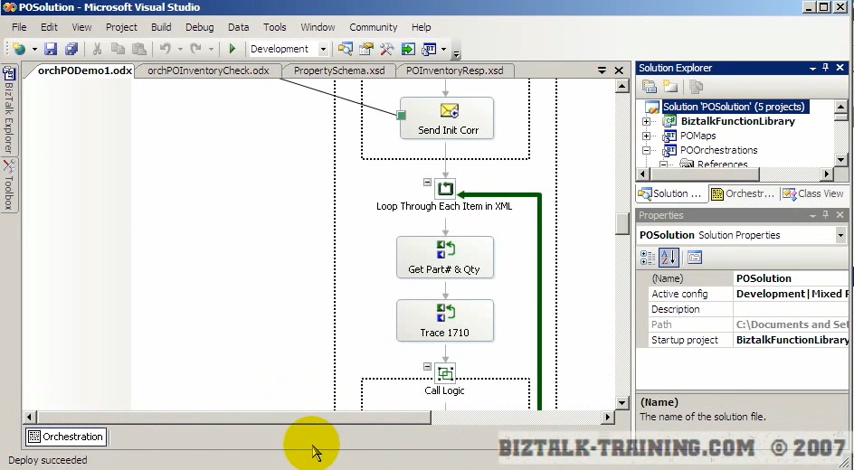 POSolution - Microsoft Visual Studio
File Edit View Project Build Debug Data Tools Window Community Help
Development
orchPODemo1.odx orchPOInventoryCheck.odx PropertySchema.xsd POInventoryResp.xsd
BizTalk Explorer
Toolbox
Send Init Corr
Loop Through Each Item in XML
Get Part# & Qty
Trace 1710
Call Logic
Orchestration
Deploy succeeded
Solution Explorer
Solution 'POSolution' (5 projects)
BiztalkFunctionLibrary
POMaps
POOrchestrations
References
Solution ... Orchestr... Class View
Properties
POSolution Solution Properties
(Name) POSolution
Active config Development|Mixed P
Description
Path C:\Documents and Set
Startup project BiztalkFunctionLibrary
(Name)
The name of the solution file.
BIZTALK-TRAINING.COM © 2007